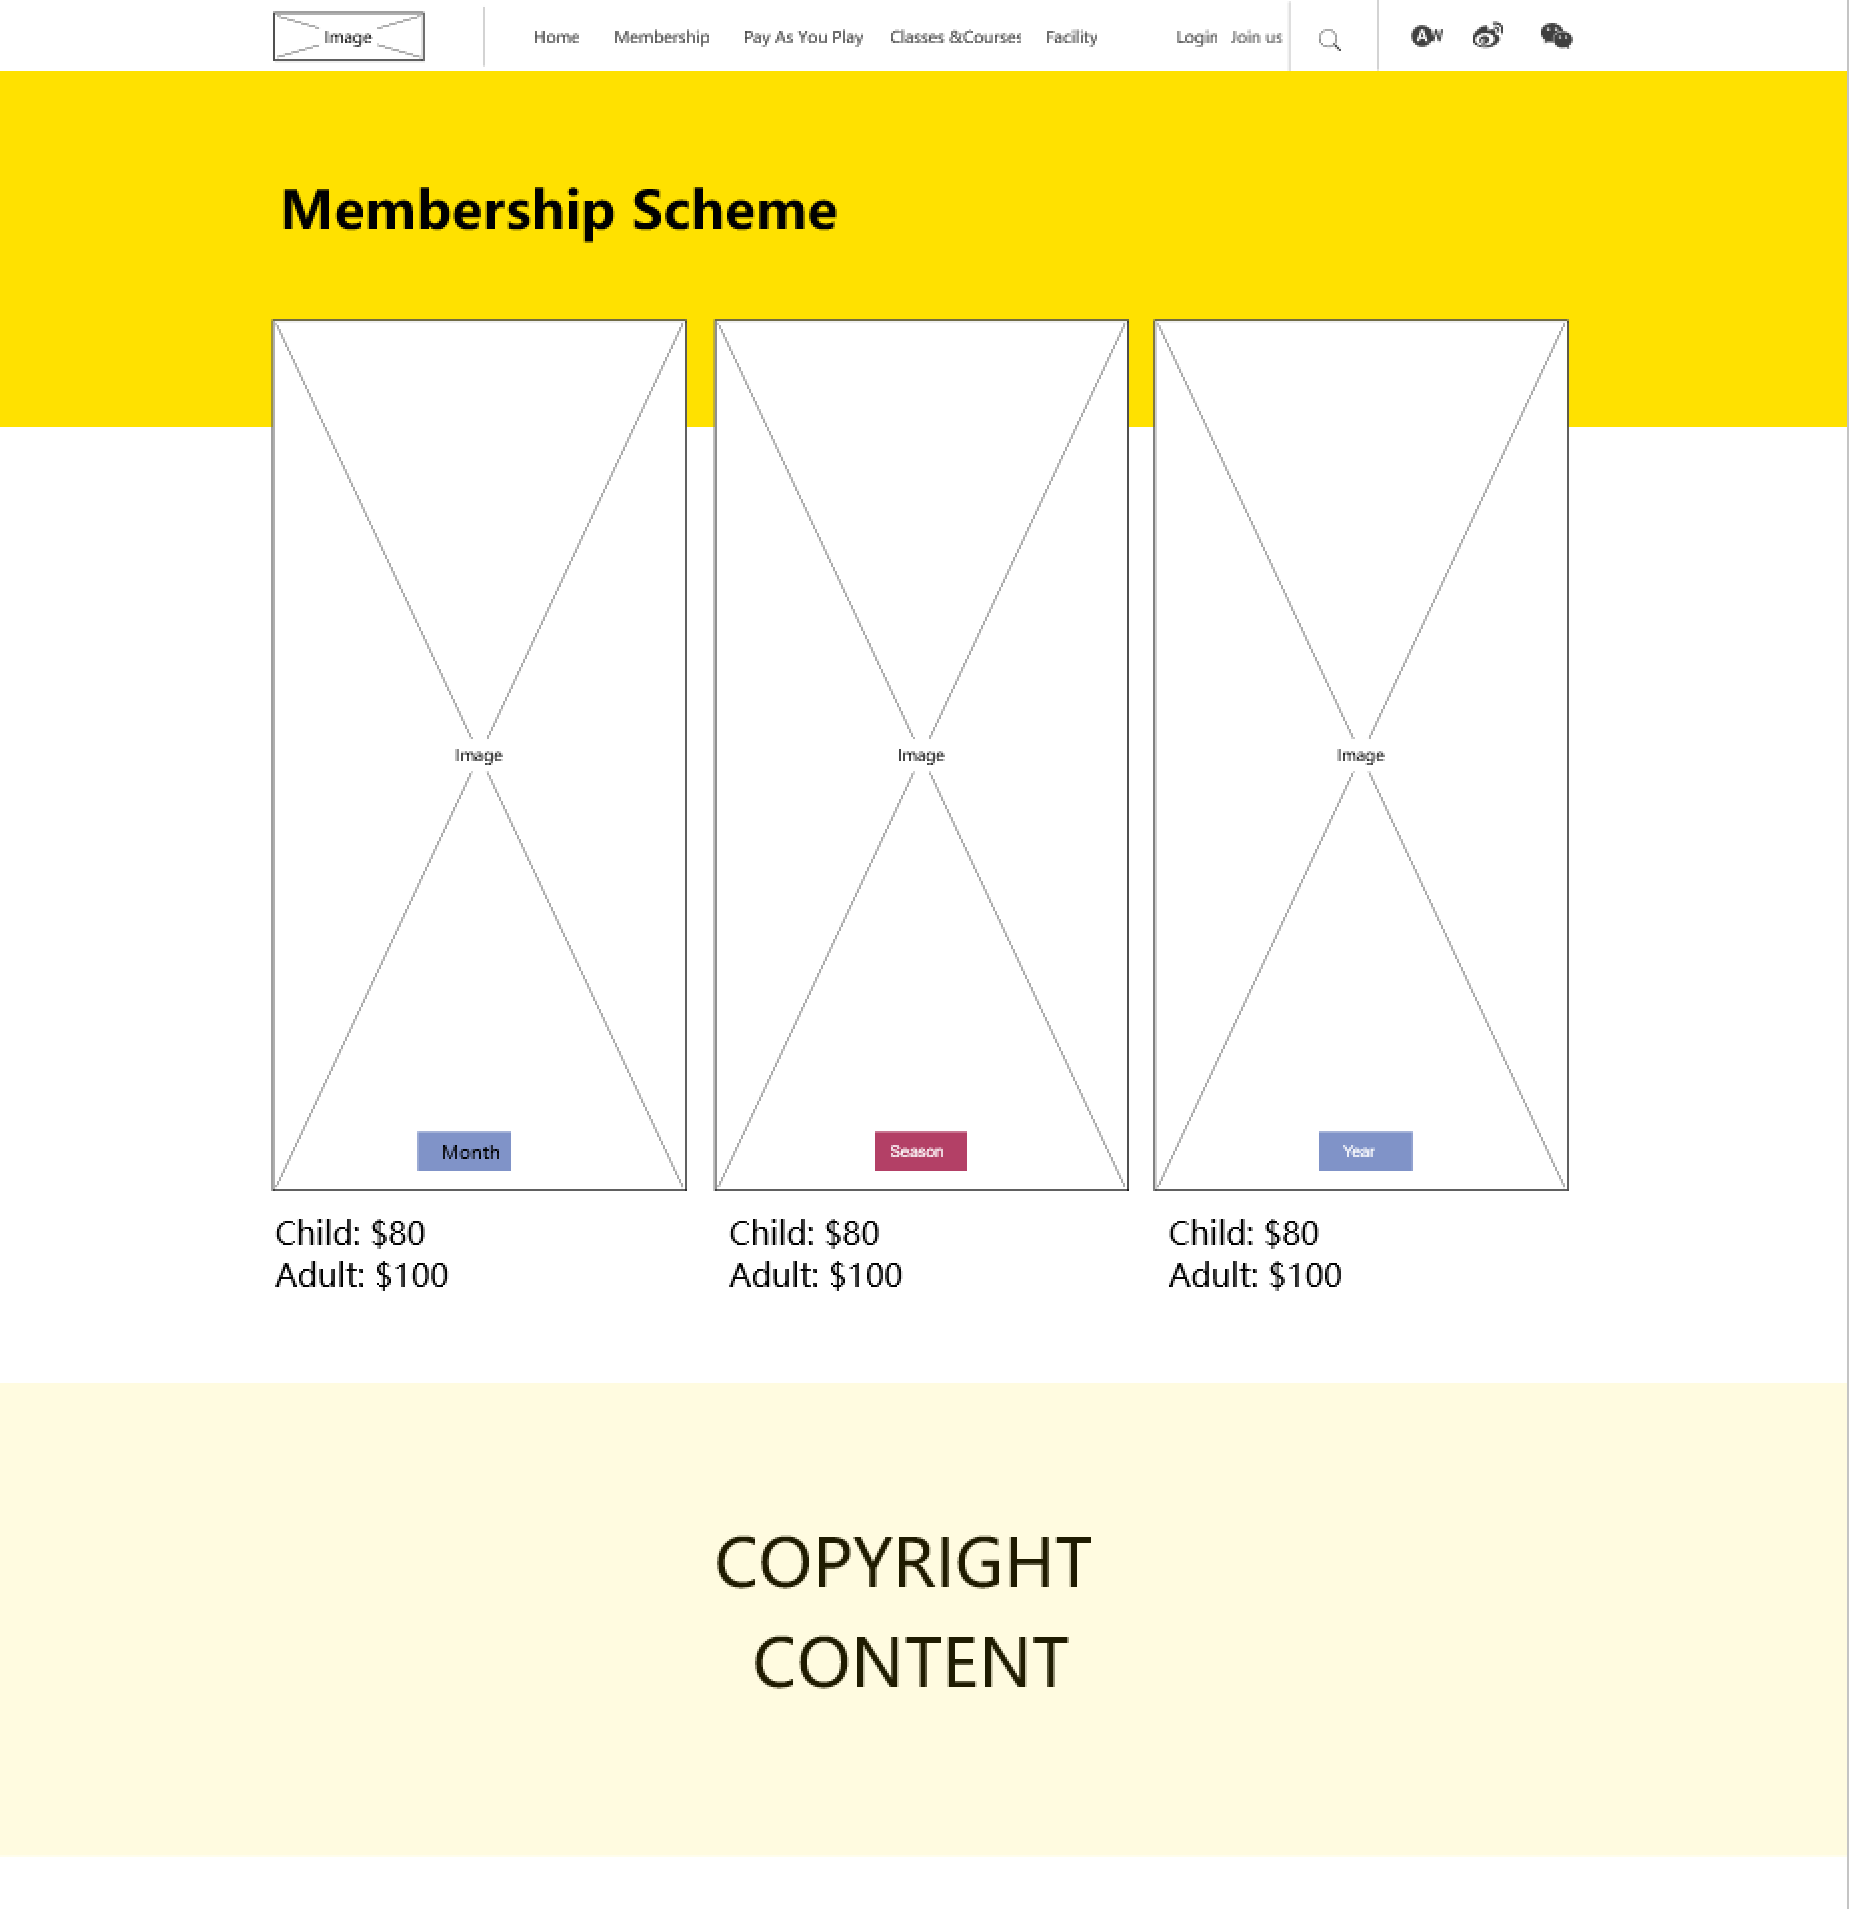 Image
Home Membership Pay As You Play Classes &Courses Facility Login Join us
Membership Scheme
Image Image Image
Month Season Year
Child: $80 Child: $80 Child: $80
Adult: $100 Adult: $100 Adult: $100
COPYRIGHT
CONTENT